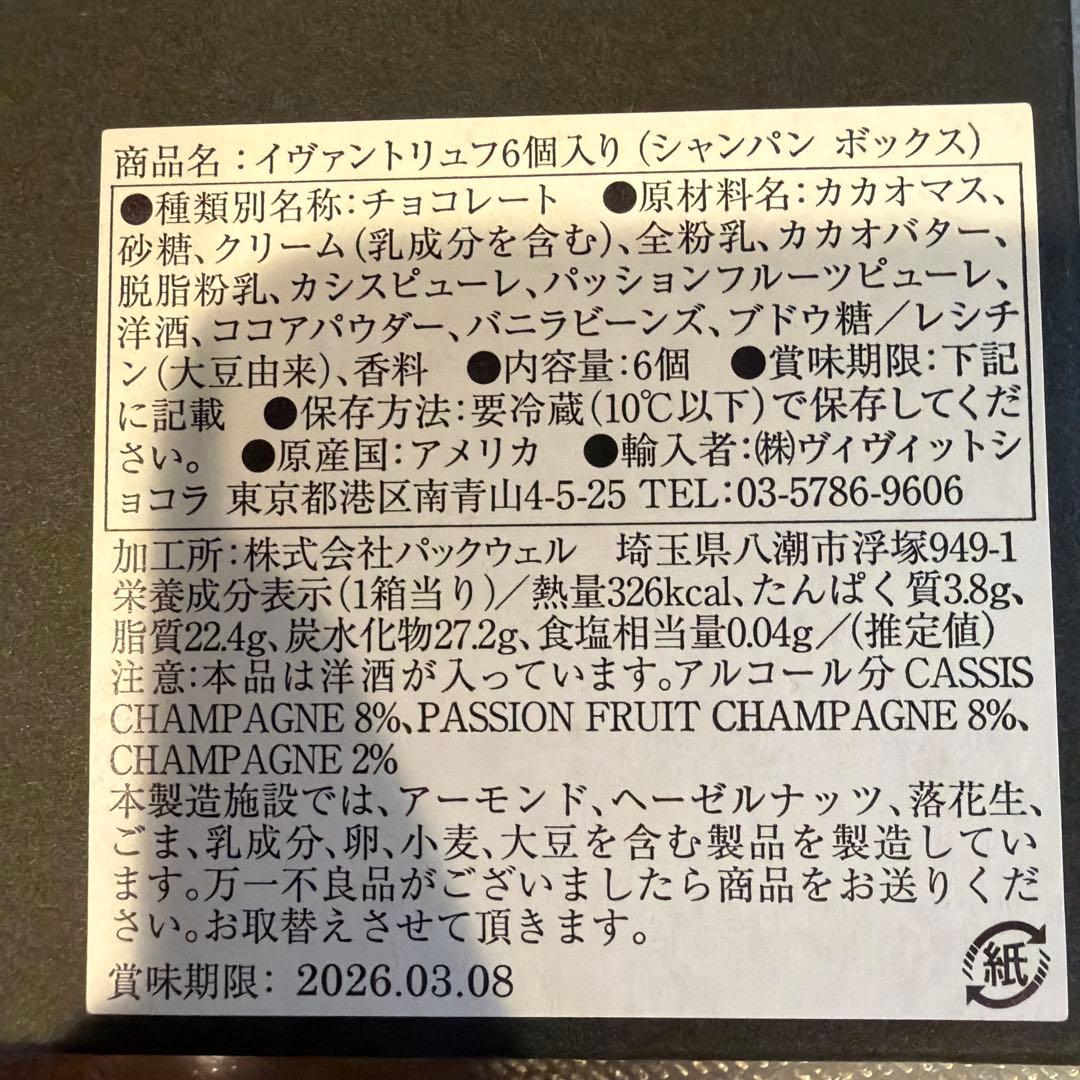 商品名：イヴァントリュフ6個入り（シャンパン ボックス）
●種類別名称：チョコレート　●原材料名：カカオマス、
砂糖、クリーム（乳成分を含む）、全粉乳、カカオバター、
脱脂粉乳、カシスピューレ、パッションフルーツピューレ、
洋酒、ココアパウダー、バニラビーンズ、ブドウ糖／レシチ
ン（大豆由来）、香料　●内容量：6個　●賞味期限：下記
に記載　●保存方法：要冷蔵（10℃以下）で保存してくだ
さい。　●原産国：アメリカ　●輸入者：㈱ヴィヴィットシ
ョコラ 東京都港区南青山4-5-25 TEL：03-5786-9606
加工所：株式会社パックウェル　埼玉県八潮市浮塚949-1
栄養成分表示（1箱当り）／熱量326kcal、たんぱく質3.8g、
脂質22.4g、炭水化物27.2g、食塩相当量0.04g／（推定値）
注意：本品は洋酒が入っています。アルコール分 CASSIS
CHAMPAGNE 8%、PASSION FRUIT CHAMPAGNE 8%、
CHAMPAGNE 2%
本製造施設では、アーモンド、ヘーゼルナッツ、落花生、
ごま、乳成分、卵、小麦、大豆を含む製品を製造してい
ます。万一不良品がございましたら商品をお送りくだ
さい。お取替えさせて頂きます。
賞味期限： 2026.03.08
紙